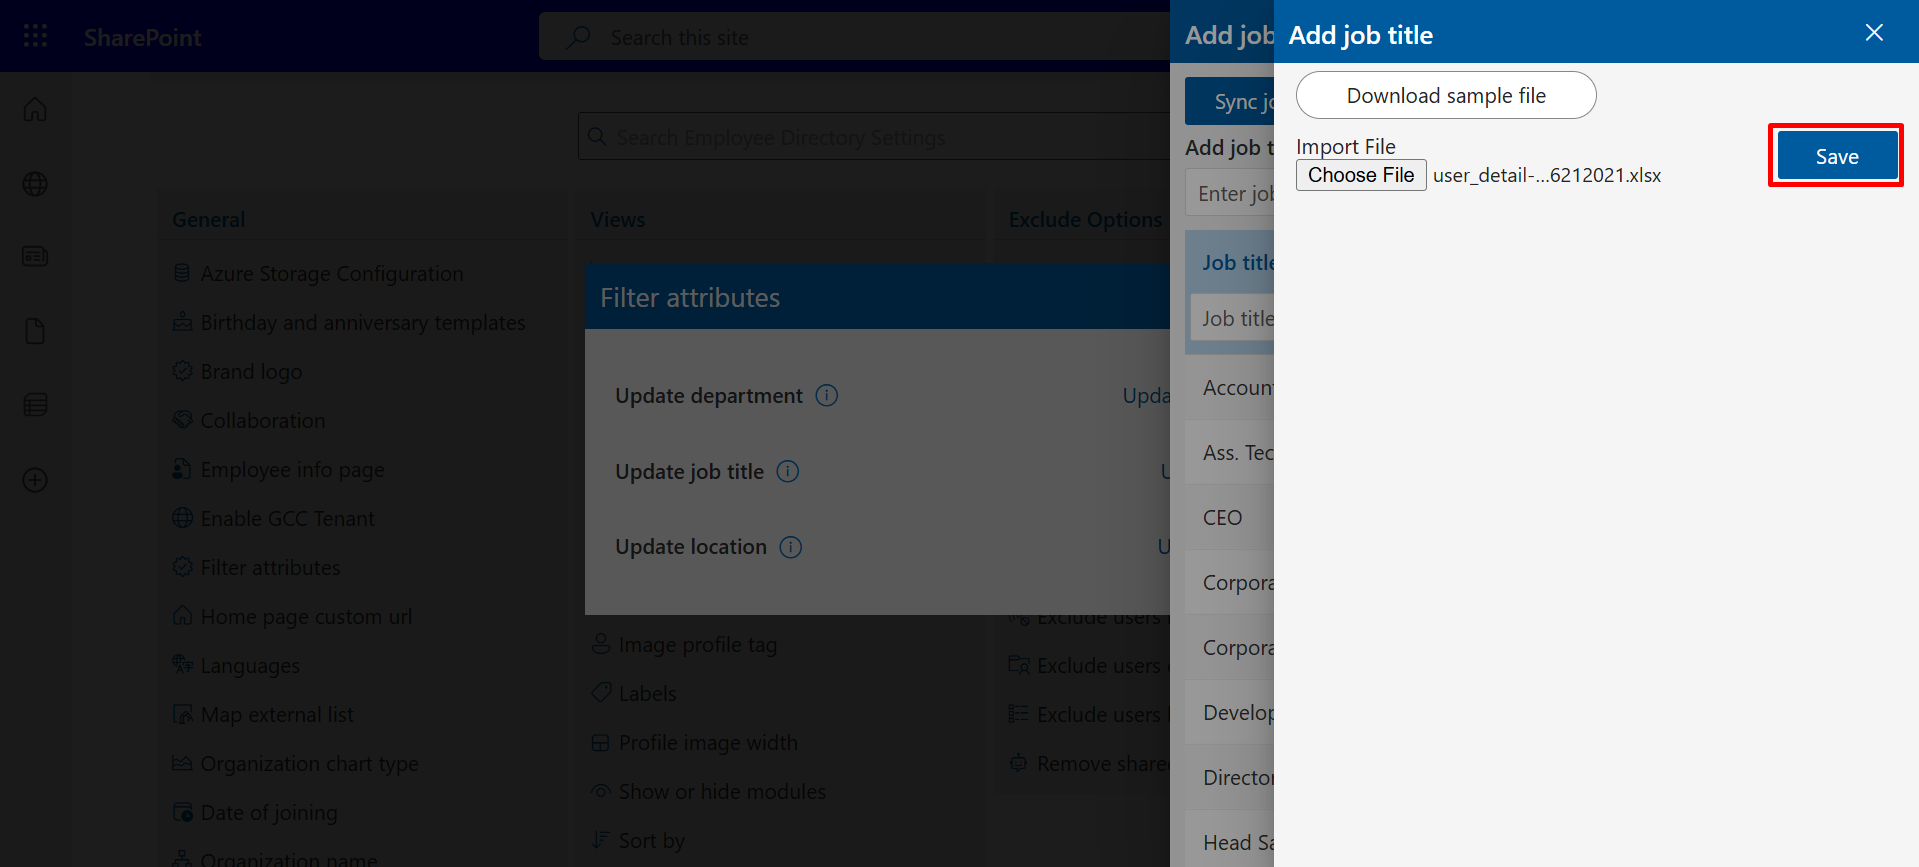 SharePoint
Search this site
Search Employee Directory Settings
General
Azure Storage Configuration
Birthday and anniversary templates
Brand logo
Collaboration
Employee info page
Enable GCC Tenant
Filter attributes
Home page custom url
Languages
Map external list
Organization chart type
Date of joining
Organization name
Views
Image profile tag
Labels
Profile image width
Show or hide modules
Sort by
Exclude Options
Exclude users
Exclude users
Exclude users
Remove share
Filter attributes
Update department
Upda
Update job title
U
Update location
U
Add job
Sync jo
Add job t
Enter job
Job title
Job title
Accoun
Ass. Tec
CEO
Corpora
Corpora
Develop
Director
Head Sa
Add job title
Download sample file
Import File
Choose File user_detail-...6212021.xlsx
Save